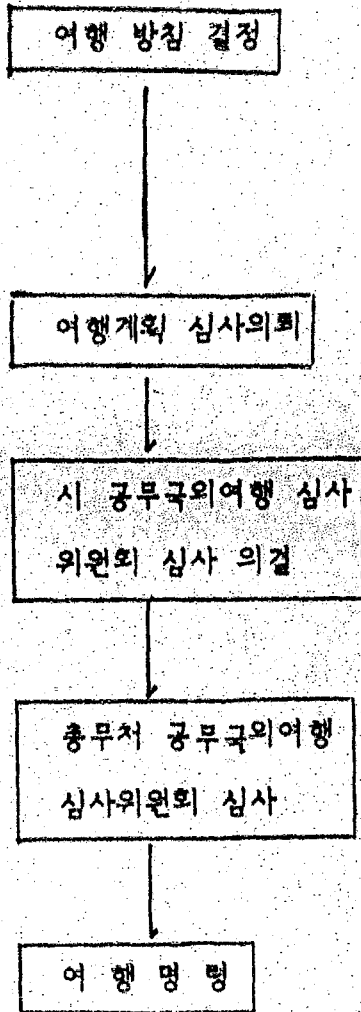 여행 방침 결정
여행계획 심사의뢰
시 공무국외여행 심사
위원회 심사 의결
총무처 공무국외여행
심사위원회 심사
여 행 명 령